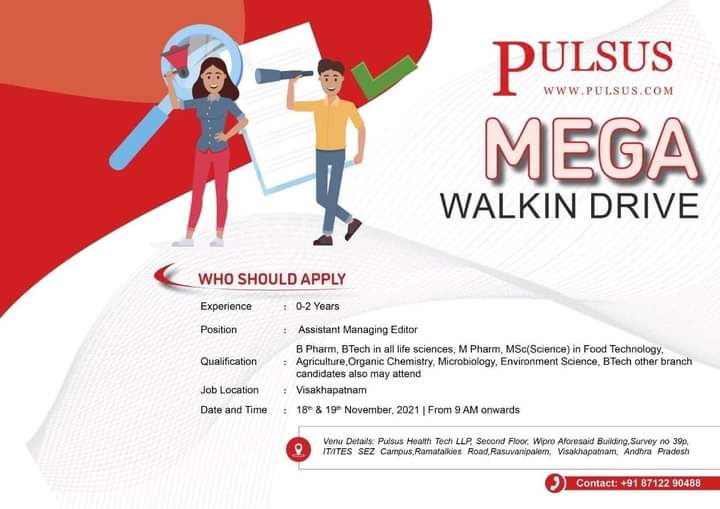 PULSUS
WWW.PULSUS.COM
MEGA
WALKIN DRIVE
WHO SHOULD APPLY
Experience : 0-2 Years
Position : Assistant Managing Editor
Qualification : B Pharm, BTech in all life sciences, M Pharm, MSc(Science) in Food Technology,
Agriculture,Organic Chemistry, Microbiology, Environment Science, BTech other branch
candidates also may attend
Job Location : Visakhapatnam
Date and Time : 18th & 19th November, 2021 | From 9 AM onwards
Venu Details: Pulsus Health Tech LLP, Second Floor, Wipro Aforesaid Building,Survey no 39p,
IT/ITES SEZ Campus,Ramatalkies Road,Rasuvanipalem, Visakhapatnam, Andhra Pradesh
Contact: +91 87122 90488